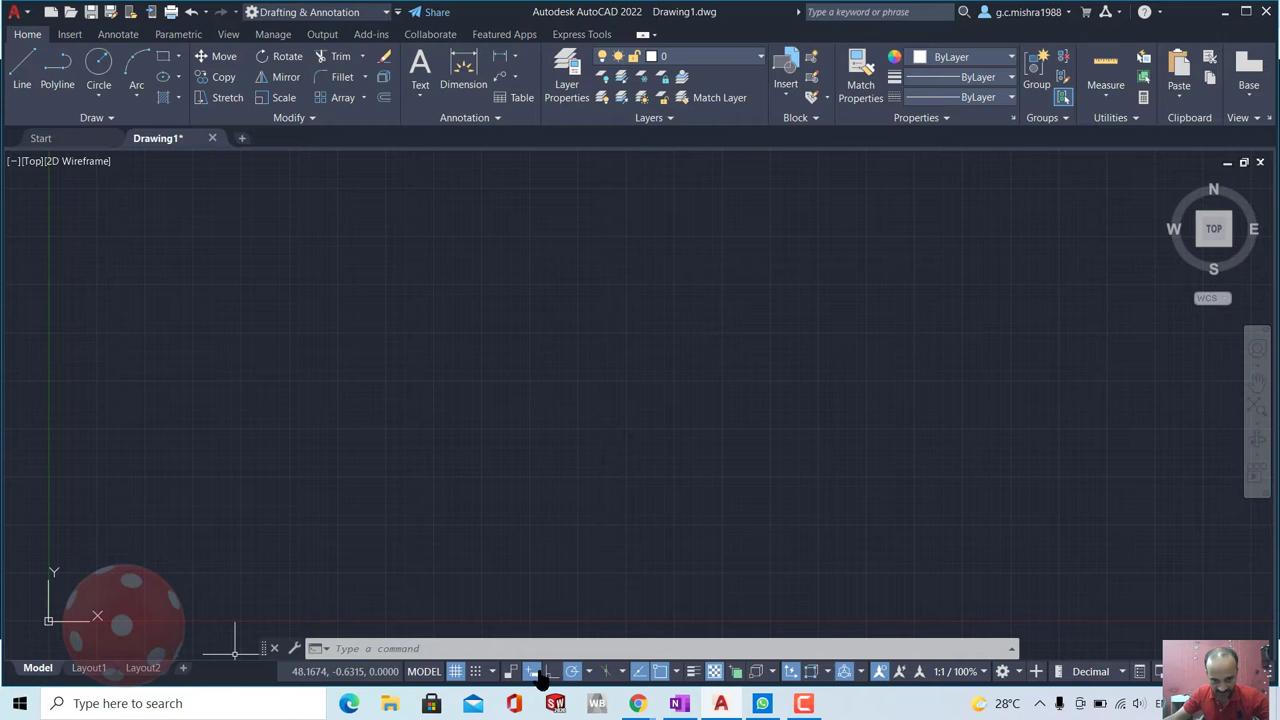 Drafting & Annotation
Share
Autodesk AutoCAD 2022 Drawing1.dwg
Type a keyword or phrase
g.c.mishra1988
Home Insert Annotate Parametric View Manage Output Add-ins Collaborate Featured Apps Express Tools
Line Polyline Circle Arc
Move Rotate Trim
Copy Mirror Fillet
Stretch Scale Array
Text Dimension Table
Layer Properties
0
Match Layer
Insert
Match Properties
ByLayer
ByLayer
ByLayer
Group
Measure
Paste
Base
Draw Modify Annotation Layers Block Properties Groups Utilities Clipboard View
Start Drawing1*
[−][Top][2D Wireframe]
N
W TOP E
S
WCS
Y
X
Type a command
Model Layout1 Layout2
48.1674, -0.6315, 0.0000 MODEL
1:1 / 100%
Decimal
Type here to search
28°C